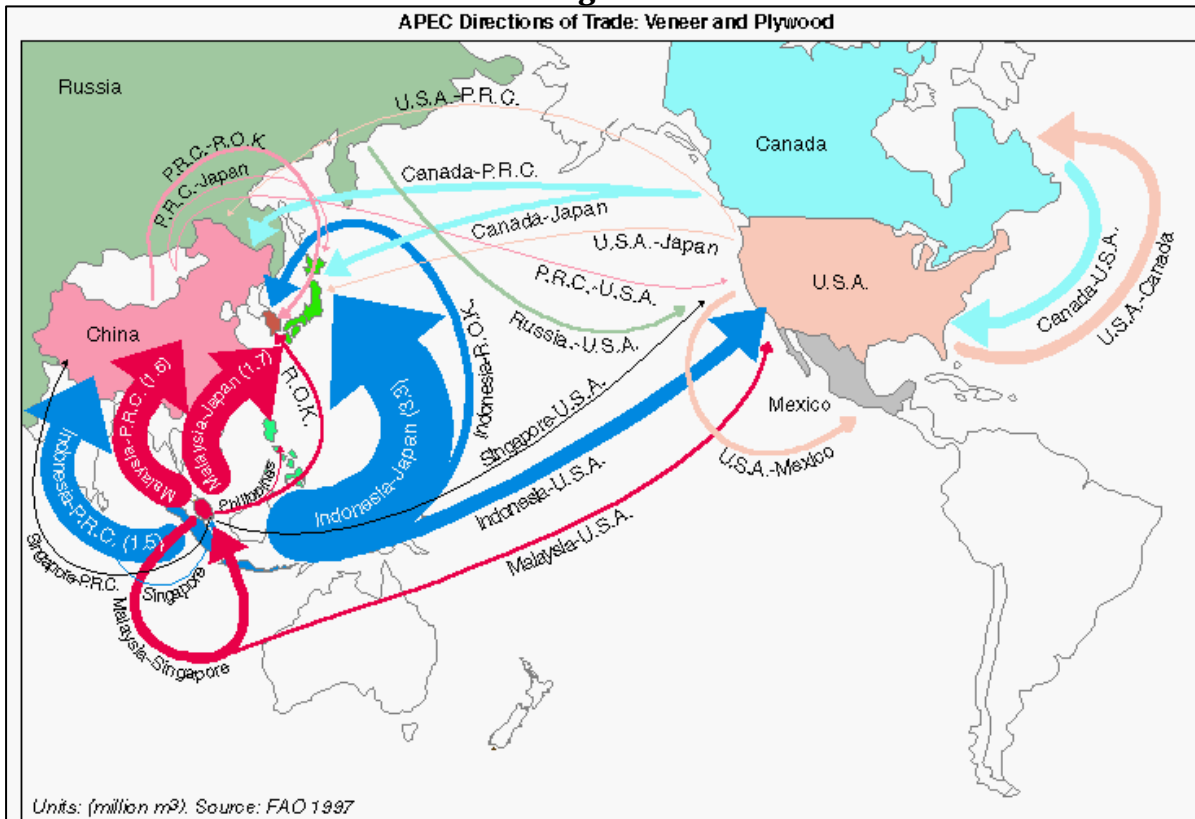 APEC Directions of Trade: Veneer and Plywood
Russia
U.S.A.-P.R.C.
Canada
P.R.C.-R.O.K
P.R.C.-Japan
Canada-P.R.C.
Canada-Japan
U.S.A.-Japan
P.R.C.-U.S.A.
Russia.-U.S.A.
U.S.A.
Canada-U.S.A.
U.S.A.-Canada
China
Malaysia-P.R.C. (1.6)
Malaysia-Japan (1.7)
R.O.K.
Indonesia-R.O.K.
Indonesia-Japan (3.3)
Philippines
Singapore-U.S.A.
Mexico
U.S.A.-Mexico
Indonesia-P.R.C. (1.5)
Indonesia-U.S.A.
Malaysia-U.S.A.
Singapore-P.R.C.
Singapore
Malaysia-Singapore
Units: (million m³). Source: FAO 1997